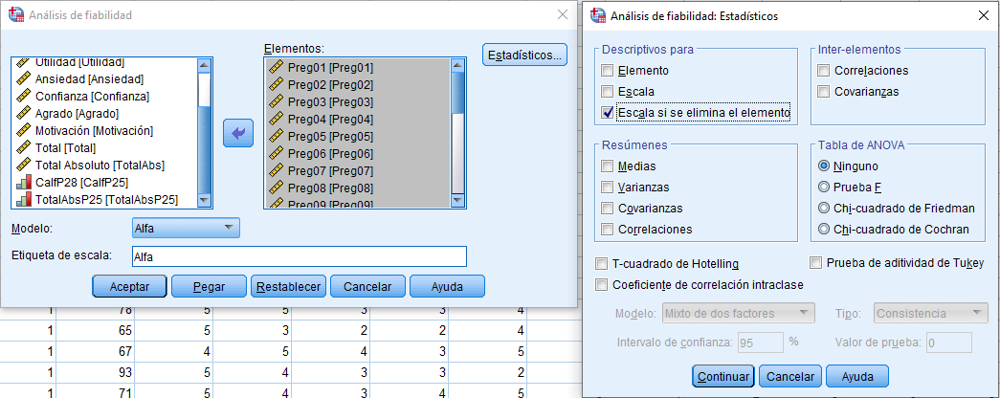 Análisis de fiabilidad
Elementos:
Utilidad [Utilidad]
Ansiedad [Ansiedad]
Confianza [Confianza]
Agrado [Agrado]
Motivación [Motivación]
Total [Total]
Total Absoluto [TotalAbs]
CalfP28 [CalfP25]
TotalAbsP25 [TotalAbsP25]
Preg01 [Preg01]
Preg02 [Preg02]
Preg03 [Preg03]
Preg04 [Preg04]
Preg05 [Preg05]
Preg06 [Preg06]
Preg07 [Preg07]
Preg08 [Preg08]
Preg09 [Preg09]
Estadísticos...
Modelo: Alfa
Etiqueta de escala: Alfa
Aceptar Pegar Restablecer Cancelar Ayuda
1 78 5 5 3 3 4
1 65 5 3 2 2 4
1 67 4 5 4 3 5
1 93 5 4 3 3 2
1 71 5 4 3 4 5
Análisis de fiabilidad: Estadísticos
Descriptivos para
Elemento
Escala
Escala si se elimina el elemento
Inter-elementos
Correlaciones
Covarianzas
Resúmenes
Medias
Varianzas
Covarianzas
Correlaciones
Tabla de ANOVA
Ninguno
Prueba F
Chi-cuadrado de Friedman
Chi-cuadrado de Cochran
T-cuadrado de Hotelling
Prueba de aditividad de Tukey
Coeficiente de correlación intraclase
Modelo: Mixto de dos factores Tipo: Consistencia
Intervalo de confianza: 95 % Valor de prueba: 0
Continuar Cancelar Ayuda